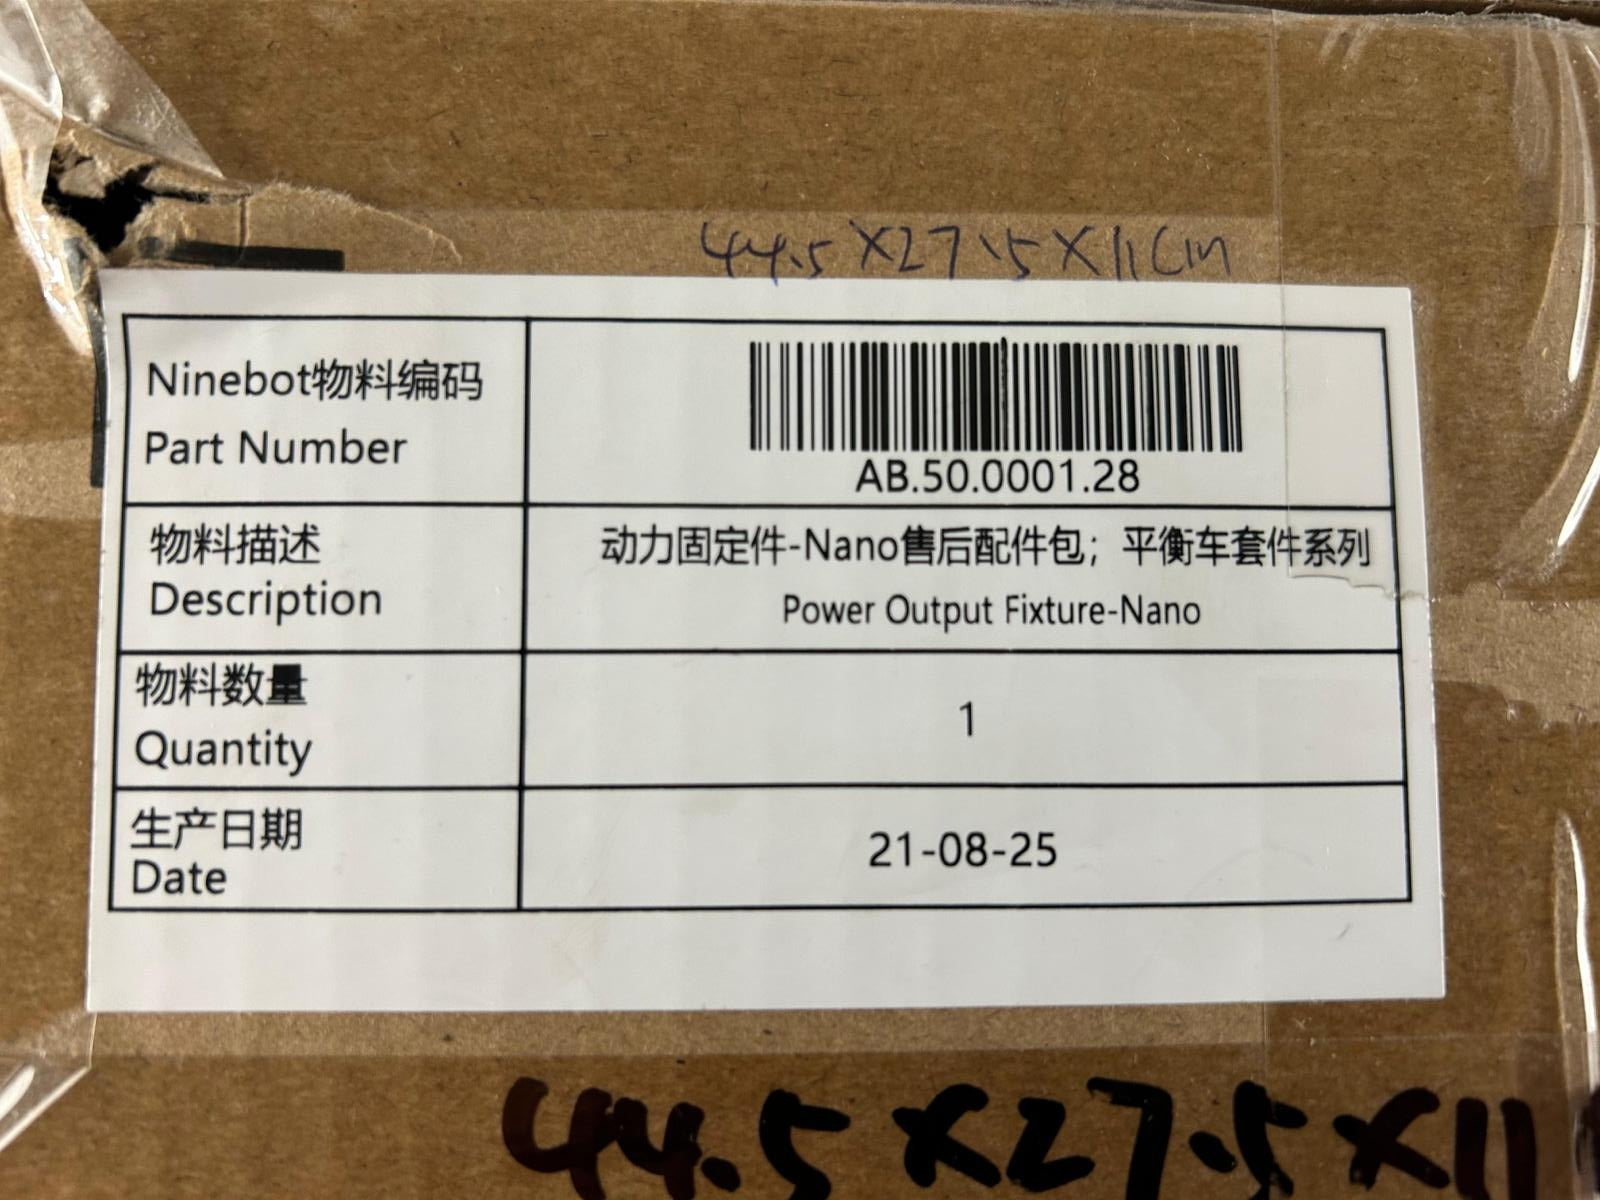 44.5X27.5X11Cm
Ninebot物料编码
Part Number
AB.50.0001.28
物料描述
Description
动力固定件-Nano售后配件包；平衡车套件系列
Power Output Fixture-Nano
物料数量
Quantity
1
生产日期
Date
21-08-25
44.5X27.5X11